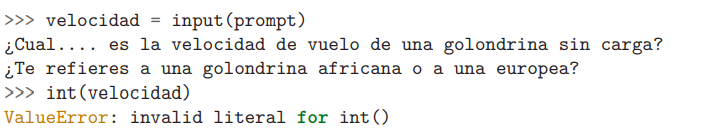 >>> velocidad = input(prompt)
¿Cual.... es la velocidad de vuelo de una golondrina sin carga?
¿Te refieres a una golondrina africana o a una europea?
>>> int(velocidad)
ValueError: invalid literal for int()